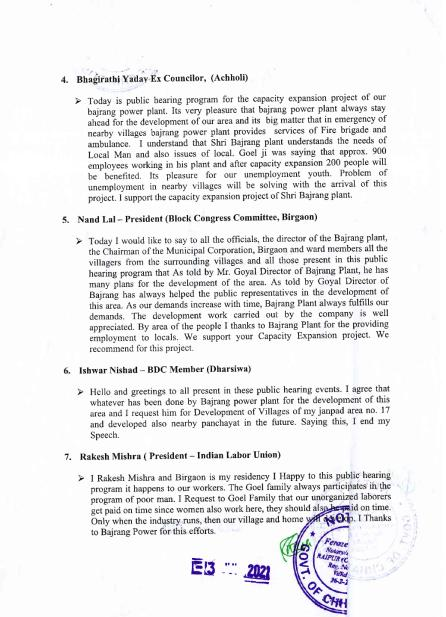 4. Bhagirathi Yadav Ex Councilor, (Achholi)
➢ Today is public hearing program for the capacity expansion project of our
bajrang power plant. Its very pleasure that bajrang power plant always stay
ahead for the development of our area and its big matter that in emergency of
nearby villages bajrang power plant provides services of Fire brigade and
ambulance. I understand that Shri Bajrang plant understands the needs of
Local Man and also issues of local. Goel ji was saying that approx. 900
employees working in his plant and after capacity expansion 200 people will
be benefited. Its pleasure for our unemployment youth. Problem of
unemployment in nearby villages will be solving with the arrival of this
project. I support the capacity expansion project of Shri Bajrang plant.
5. Nand Lal – President (Block Congress Committee, Birgaon)
➢ Today I would like to say to all the officials, the director of the Bajrang plant,
the Chairman of the Municipal Corporation, Birgaon and ward members all the
villagers from the surrounding villages and all those present in this public
hearing program that As told by Mr. Goyal Director of Bajrang Plant, he has
many plans for the development of the area. As told by Goyal Director of
Bajrang has always helped the public representatives in the development of
this area. As our demands increase with time, Bajrang Plant always fulfills our
demands. The development work carried out by the company is well
appreciated. By area of the people I thanks to Bajrang Plant for the providing
employment to locals. We support your Capacity Expansion project. We
recommend for this project.
6. Ishwar Nishad – BDC Member (Dharsiwa)
➢ Hello and greetings to all present in these public hearing events. I agree that
whatever has been done by Bajrang power plant for the development of this
area and I request him for Development of Villages of my janpad area no. 17
and developed also nearby panchayat in the future. Saying this, I end my
Speech.
7. Rakesh Mishra ( President – Indian Labor Union)
➢ I Rakesh Mishra and Birgaon is my residency I Happy to this public hearing
program it happens to our workers. The Goel family always participates in the
program of poor man. I Request to Goel Family that our unorganized laborers
get paid on time since women also work here, they should also be paid on time.
Only when the industry runs, then our village and home will I Thanks
to Bajrang Power for this efforts.
2021
NOT
GOVT. OF CHH